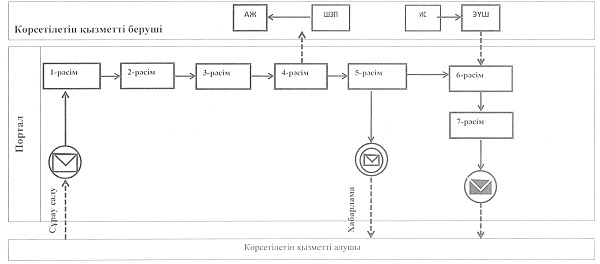 АЖ
ШЭП
ИС
ЭҮШ
Көрсетілетін қызметті беруші
1-рәсім
2-рәсім
3-рәсім
4-рәсім
5-рәсім
6-рәсім
7-рәсім
Портал
Сұрау салу
Хабарлама
Көрсетілетін қызметті алушы